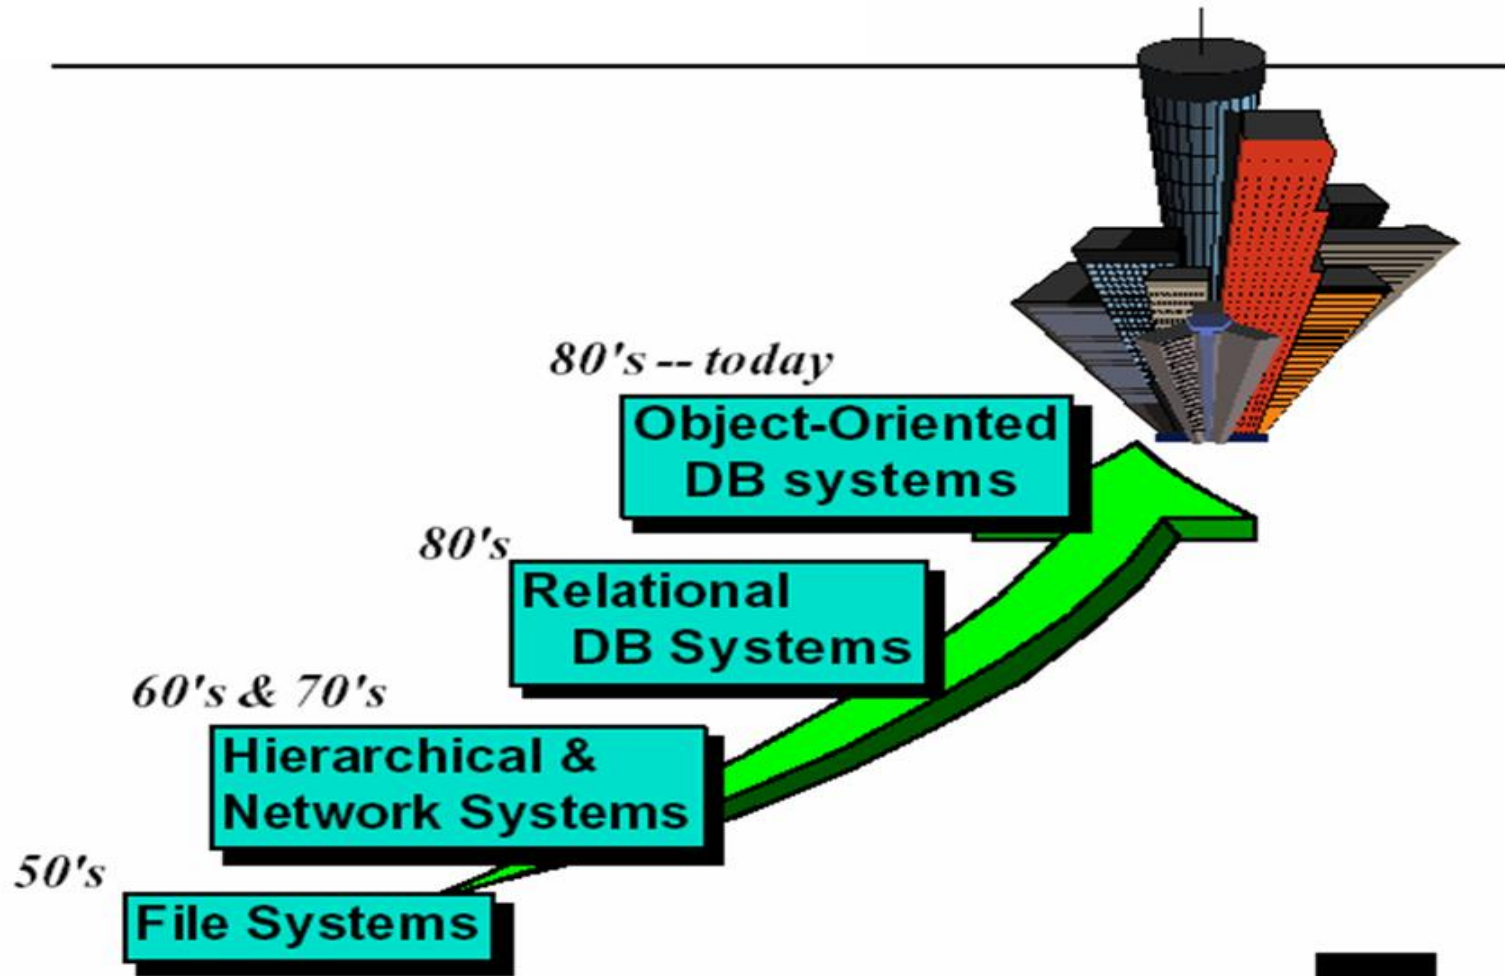 80's -- today
Object-Oriented
DB systems
80's
Relational
DB Systems
60's & 70's
Hierarchical &
Network Systems
50's
File Systems